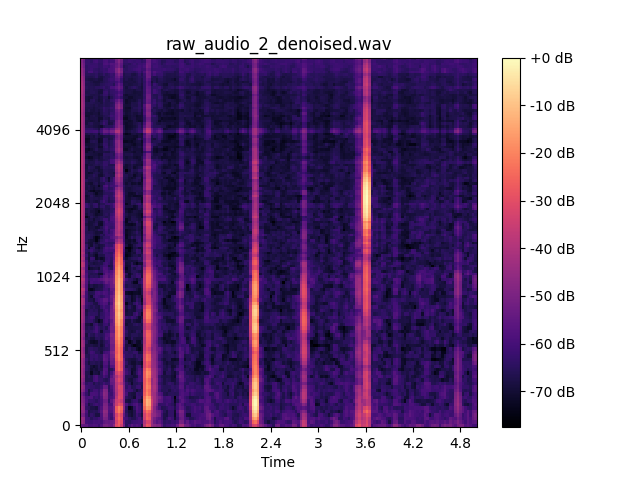 raw_audio_2_denoised.wav
Hz
4096
2048
1024
512
0
0 0.6 1.2 1.8 2.4 3 3.6 4.2 4.8
Time
+0 dB
-10 dB
-20 dB
-30 dB
-40 dB
-50 dB
-60 dB
-70 dB